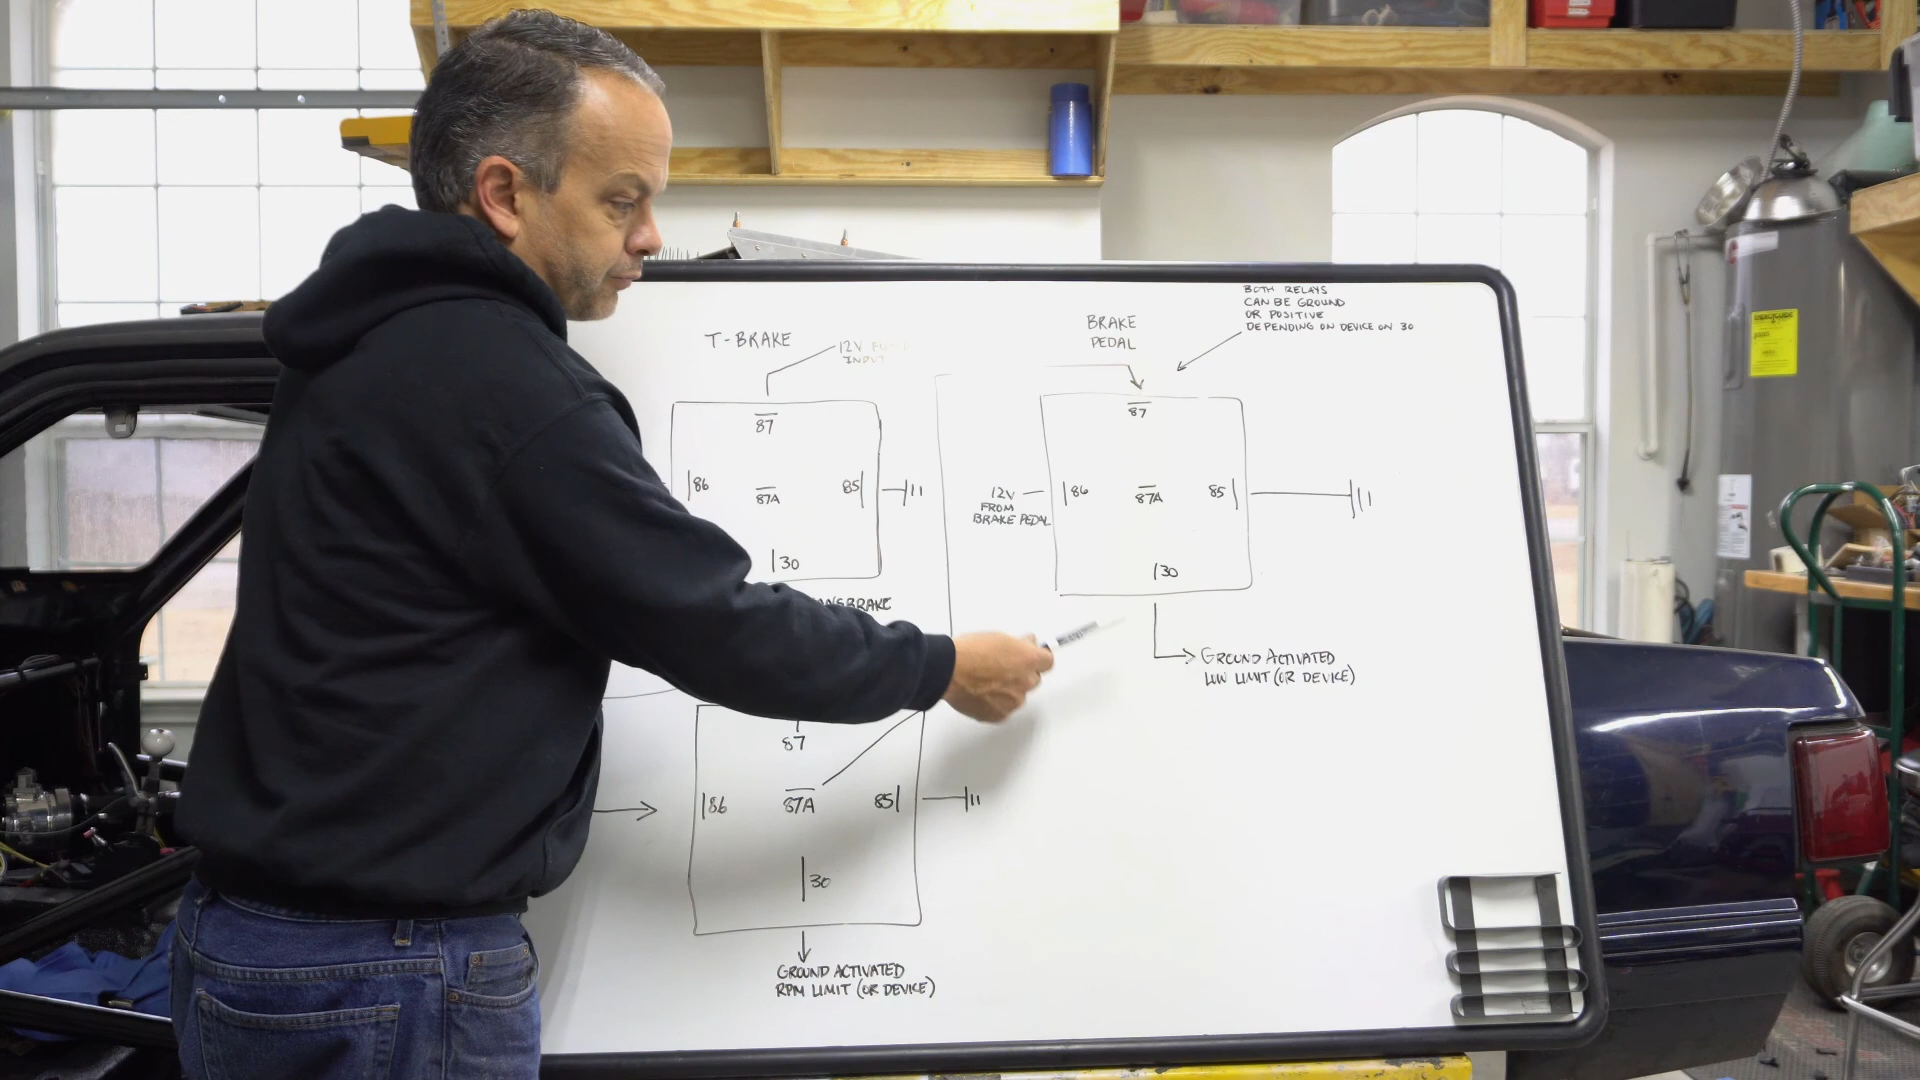 T-BRAKE
12V
87
86
87A
85
30
BRAKE
BRAKE
PEDAL
BOTH RELAYS
CAN BE GROUND
OR POSITIVE
DEPENDING ON DEVICE ON 30
87
12V
FROM
BRAKE PEDAL
86
87A
85
30
GROUND ACTIVATED
LOW LIMIT (OR DEVICE)
87
86
87A
85
30
GROUND ACTIVATED
RPM LIMIT (OR DEVICE)